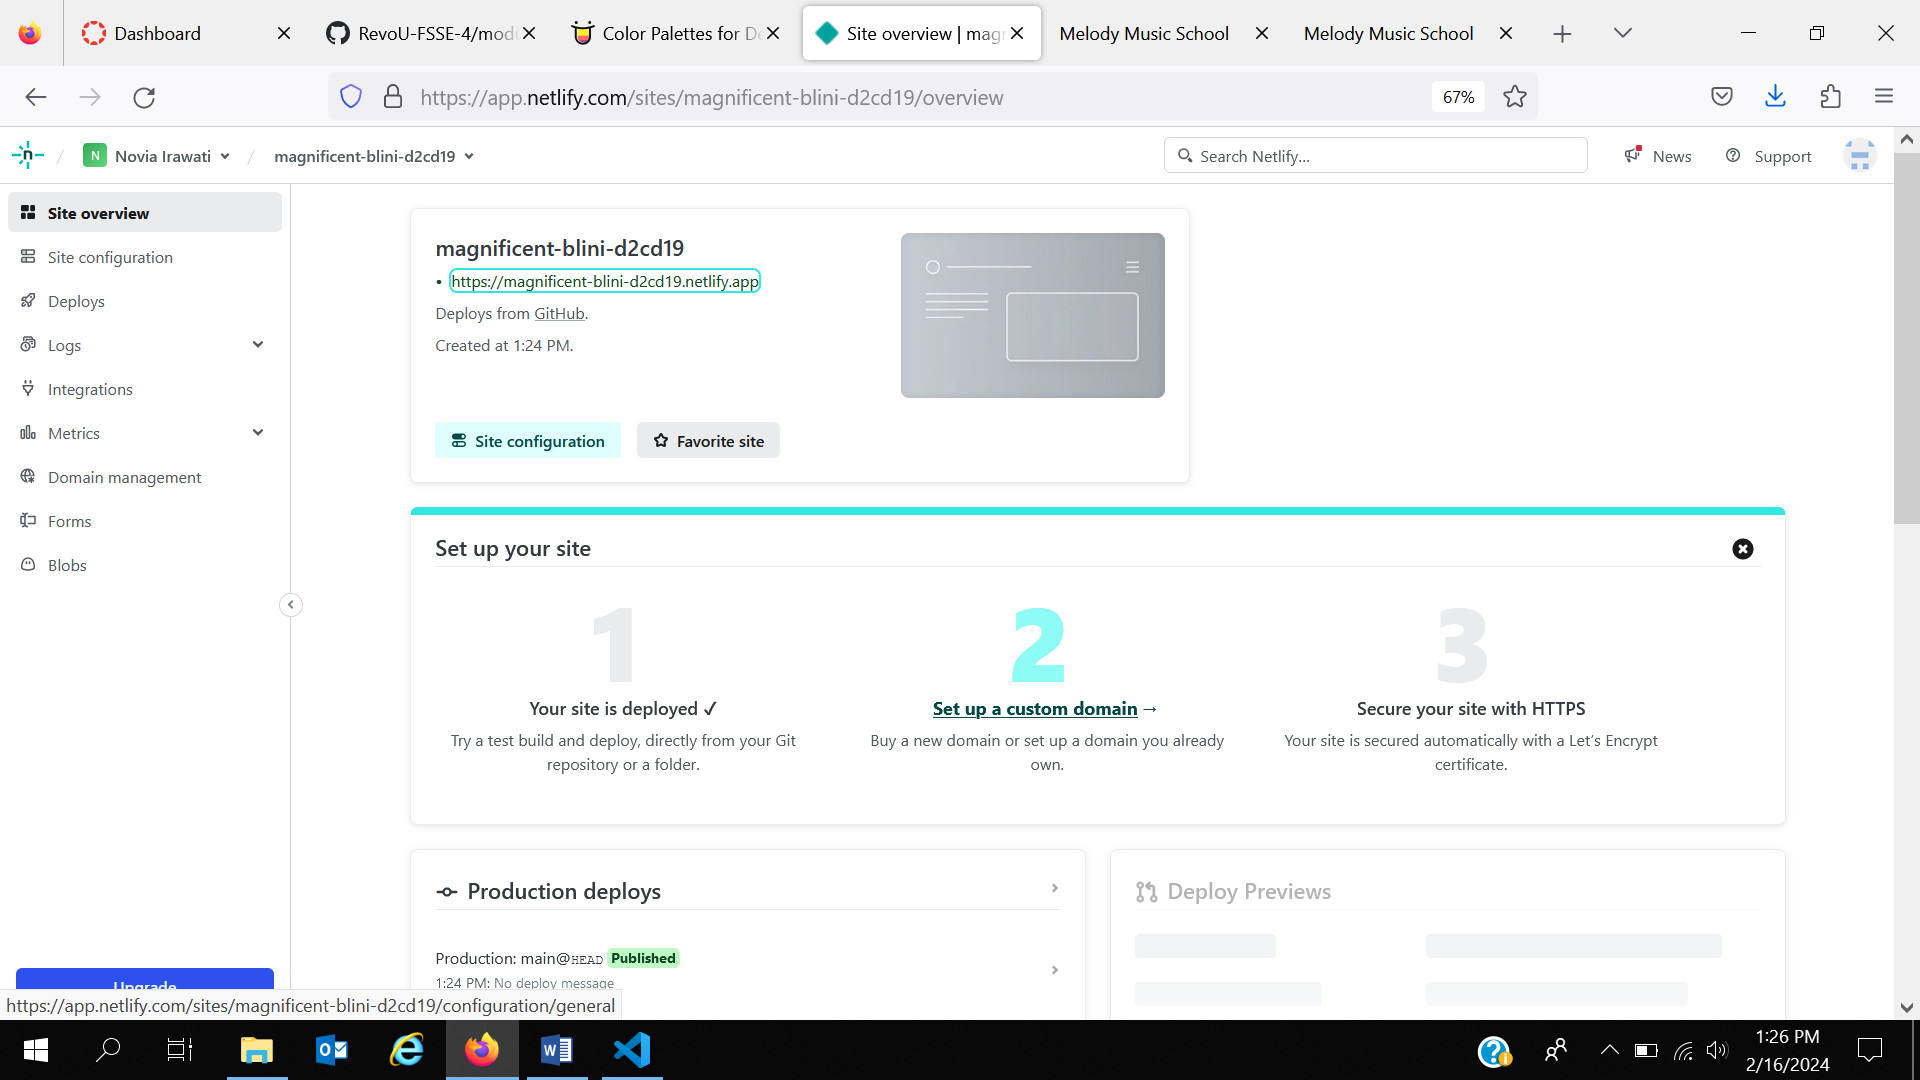 Dashboard
RevoU-FSSE-4/mod
Color Palettes for De
Site overview | mag
Melody Music School
Melody Music School
https://app.netlify.com/sites/magnificent-blini-d2cd19/overview
67%
N
Novia Irawati
/
magnificent-blini-d2cd19
Search Netlify...
News
Support
Site overview
Site configuration
Deploys
Logs
Integrations
Metrics
Domain management
Forms
Blobs
Upgrade
magnificent-blini-d2cd19
• https://magnificent-blini-d2cd19.netlify.app
Deploys from GitHub.
Created at 1:24 PM.
Site configuration
Favorite site
Set up your site
1
Your site is deployed ✓
Try a test build and deploy, directly from your Git
repository or a folder.
2
Set up a custom domain →
Buy a new domain or set up a domain you already
own.
3
Secure your site with HTTPS
Your site is secured automatically with a Let's Encrypt
certificate.
Production deploys
Production: main@HEAD Published
1:24 PM: No deploy message
Deploy Previews
https://app.netlify.com/sites/magnificent-blini-d2cd19/configuration/general
1:26 PM
2/16/2024